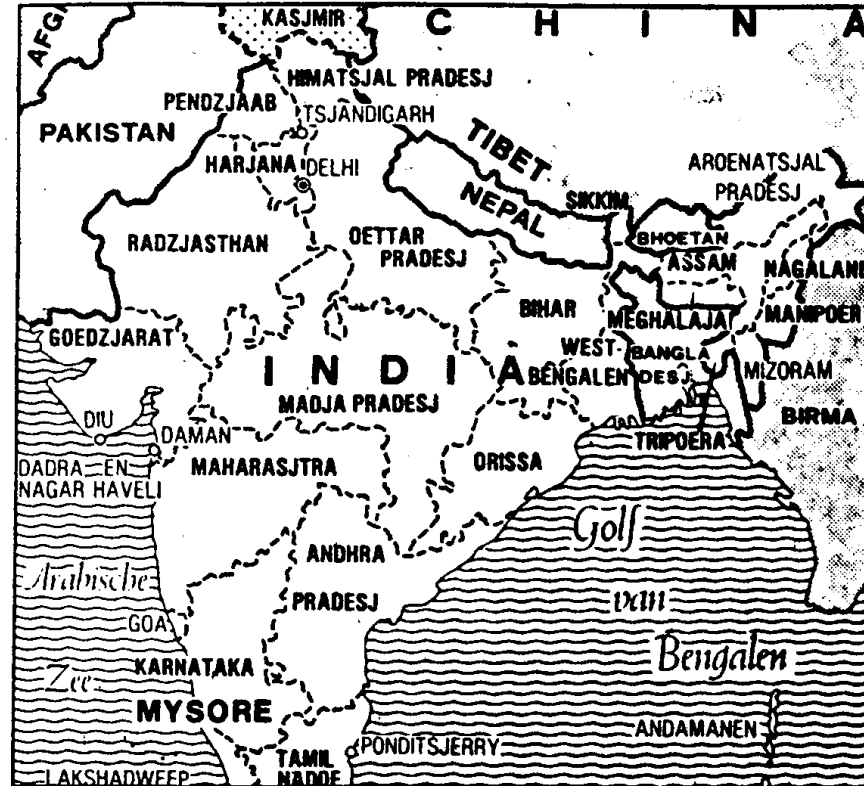 KASJMIR
CHINA
AFG
HIMATSJAL PRADESJ
PENDZJAAB
TSJANDIGARH
PAKISTAN
TIBET
HARJANA
DELHI
AROENATSJAL
PRADESJ
NEPAL
SIKKIM
BHOETAN
RADZJASTHAN
OETTAR
PRADESJ
ASSAM
NAGALAND
BIHAR
MEGHALAJA
MANIPOER
GOEDZJARAT
WEST-
BENGALEN
BANGLA
DESJ
MIZORAM
INDIA
MADJA PRADESJ
DIU
DAMAN
BIRMA
TRIPOERA
DADRA EN
NAGAR HAVELI
MAHARASJTRA
ORISSA
Golf
van
Bengalen
ANDHRA
PRADESJ
Arabische
Zee
GOA
KARNATAKA
MYSORE
ANDAMANEN
PONDITSJERRY
TAMIL
NADOE
LAKSHADWEEP